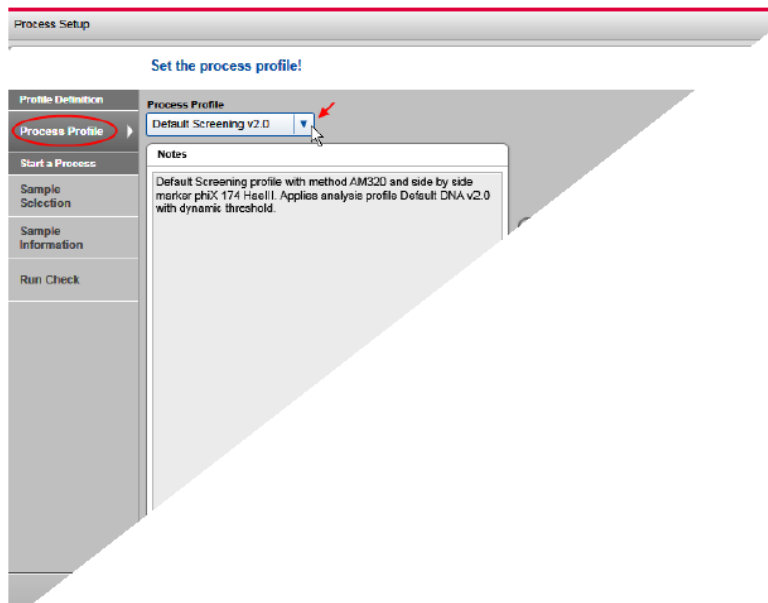 Process Setup
Set the process profile!
Profile Definition
Process Profile
Start a Process
Sample
Selection
Sample
Information
Run Check
Process Profile
Default Screening v2.0
Notes
Default Screening profile with method AM320 and side by side
marker phiX 174 HaeIII. Applies analysis profile Default DNA v2.0
with dynamic threshold.